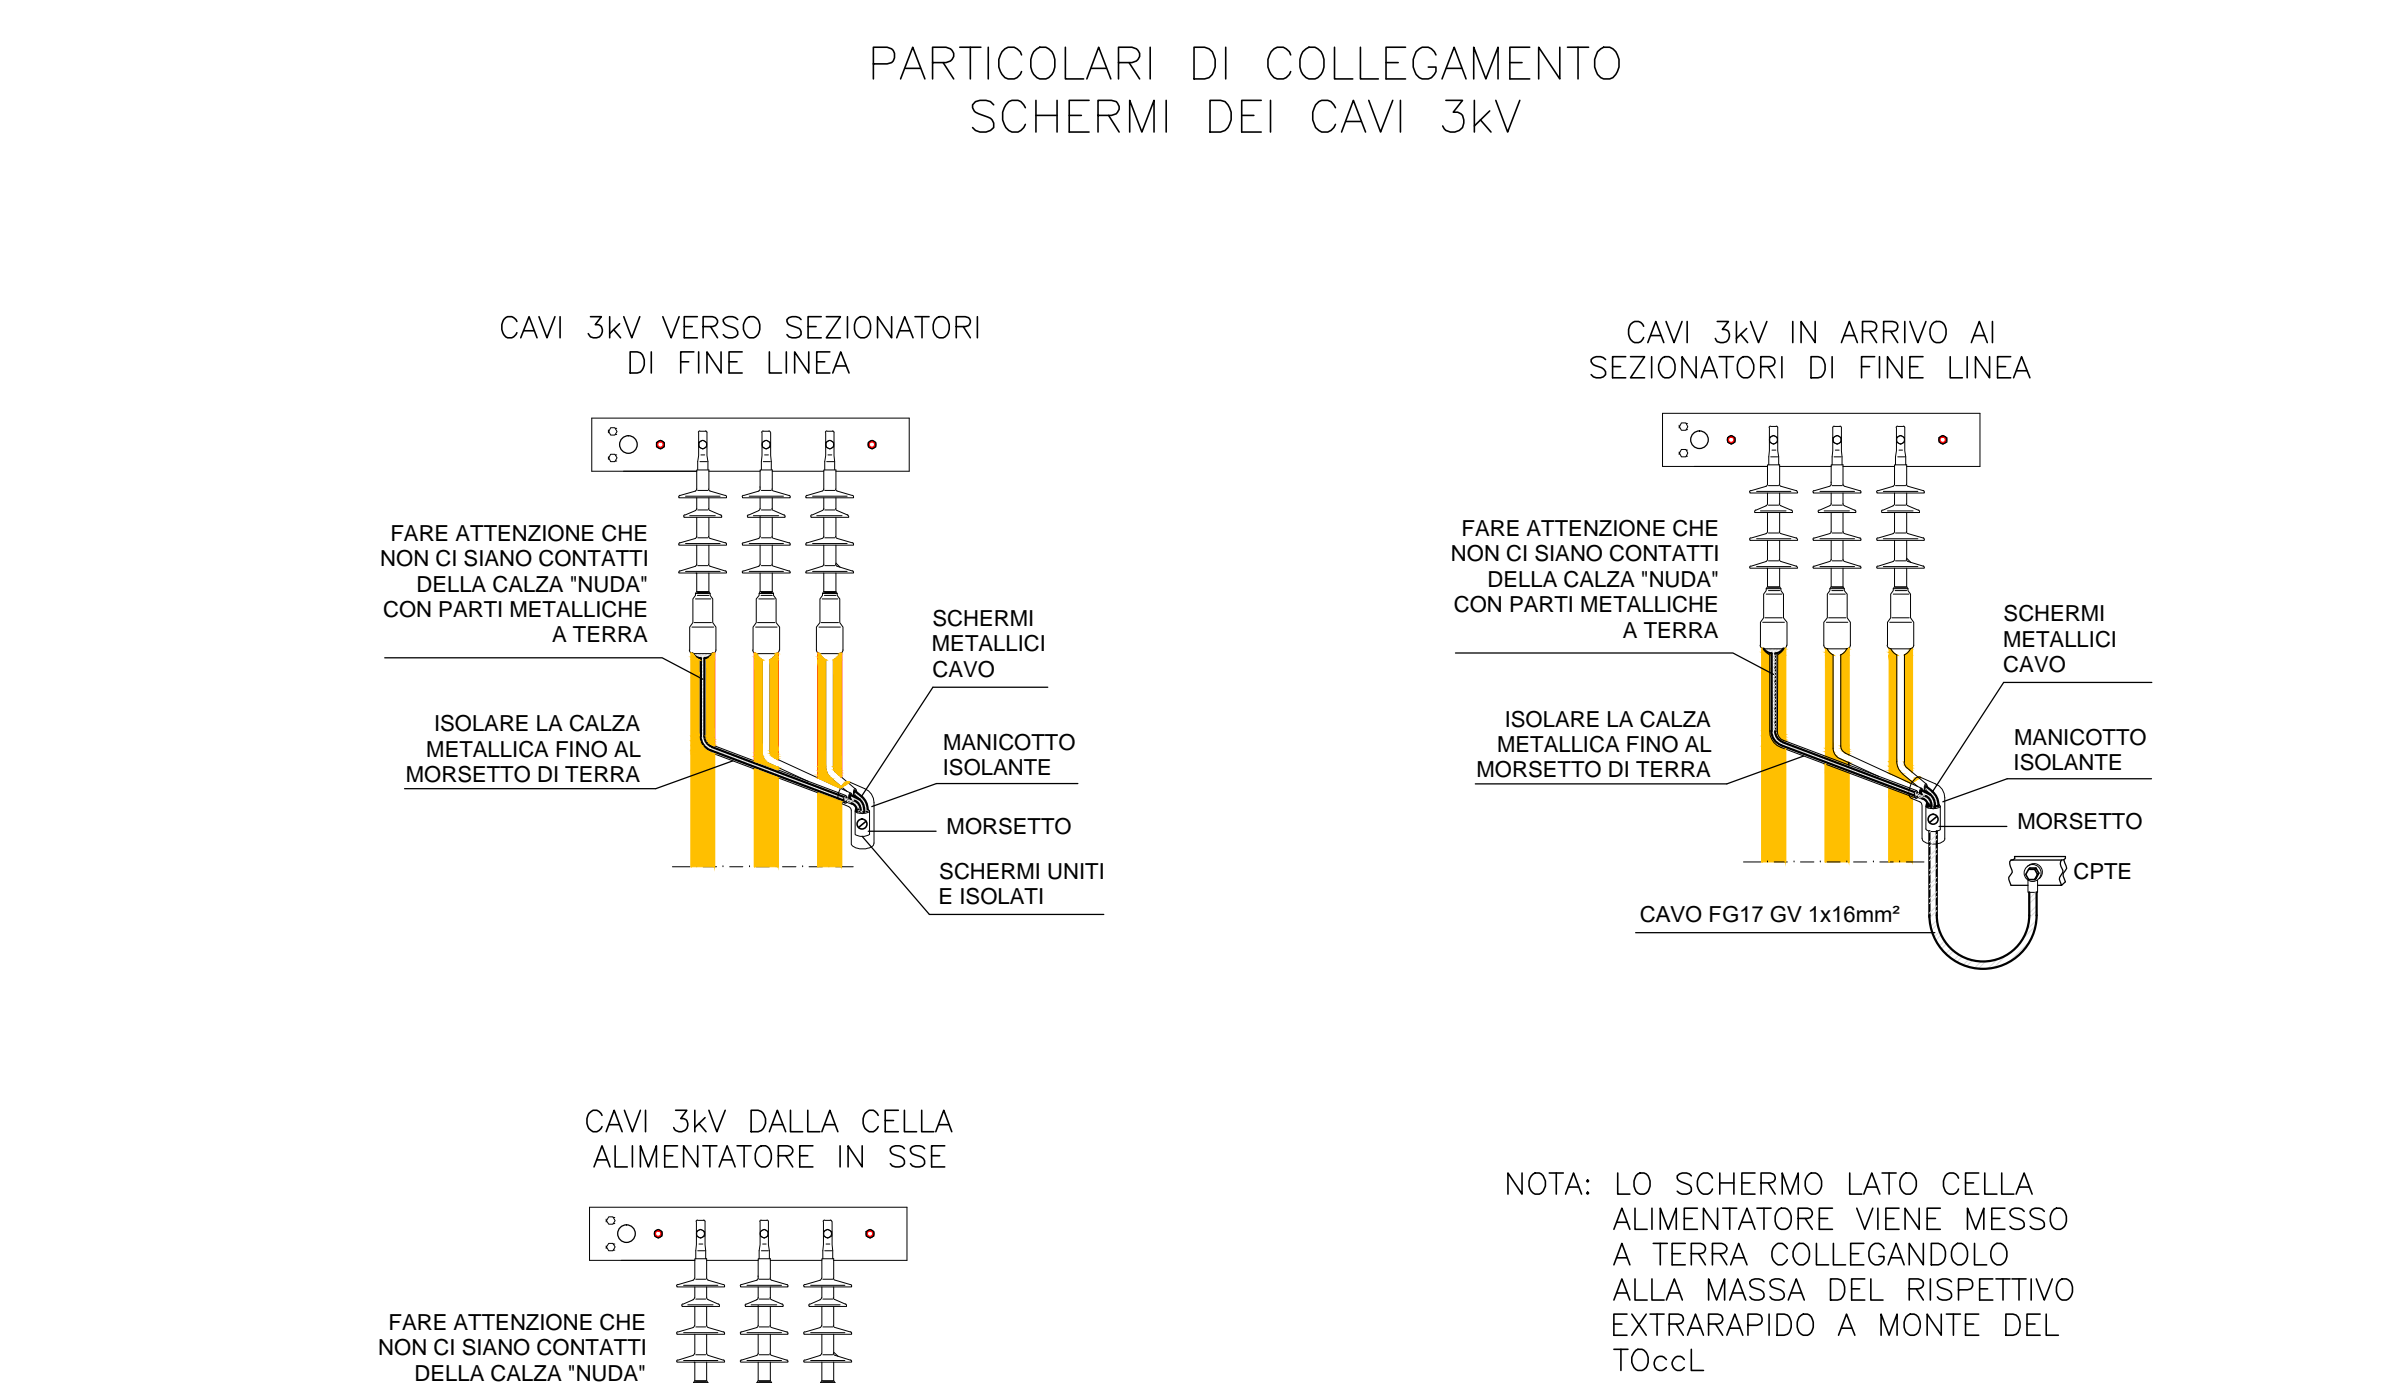 PARTICOLARI DI COLLEGAMENTO
SCHERMI DEI CAVI 3kV
CAVI 3kV VERSO SEZIONATORI
DI FINE LINEA
FARE ATTENZIONE CHE
NON CI SIANO CONTATTI
DELLA CALZA "NUDA"
CON PARTI METALLICHE
A TERRA
ISOLARE LA CALZA
METALLICA FINO AL
MORSETTO DI TERRA
SCHERMI
METALLICI
CAVO
MANICOTTO
ISOLANTE
MORSETTO
SCHERMI UNITI
E ISOLATI
CAVI 3kV IN ARRIVO AI
SEZIONATORI DI FINE LINEA
FARE ATTENZIONE CHE
NON CI SIANO CONTATTI
DELLA CALZA "NUDA"
CON PARTI METALLICHE
A TERRA
ISOLARE LA CALZA
METALLICA FINO AL
MORSETTO DI TERRA
SCHERMI
METALLICI
CAVO
MANICOTTO
ISOLANTE
MORSETTO
CPTE
CAVO FG17 GV 1x16mm²
CAVI 3kV DALLA CELLA
ALIMENTATORE IN SSE
FARE ATTENZIONE CHE
NON CI SIANO CONTATTI
DELLA CALZA "NUDA"
NOTA: LO SCHERMO LATO CELLA
ALIMENTATORE VIENE MESSO
A TERRA COLLEGANDOLO
ALLA MASSA DEL RISPETTIVO
EXTRARAPIDO A MONTE DEL
TOccL